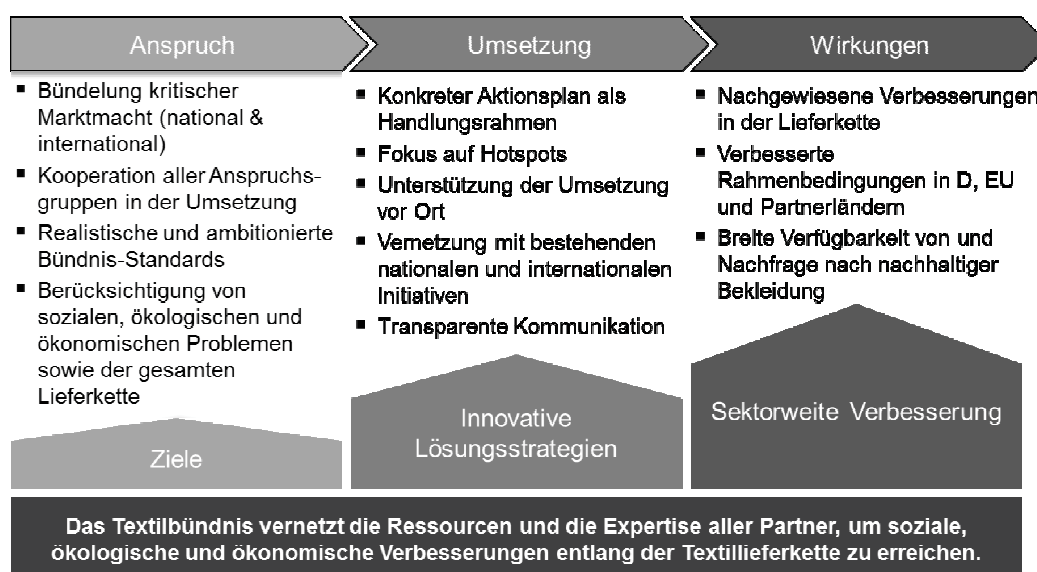 Anspruch
Bündelung kritischer
Marktmacht (national &
international)
Kooperation aller Anspruchs-
gruppen in der Umsetzung
Realistische und ambitionierte
Bündnis-Standards
Berücksichtigung von
sozialen, ökologischen und
ökonomischen Problemen
sowie der gesamten
Lieferkette
Ziele
Umsetzung
Konkreter Aktionsplan als
Handlungsrahmen
Fokus auf Hotspots
Unterstützung der Umsetzung
vor Ort
Vernetzung mit bestehenden
nationalen und internationalen
Initiativen
Transparente Kommunikation
Innovative
Lösungsstrategien
Wirkungen
Nachgewiesene Verbesserungen
in der Lieferkette
Verbesserte
Rahmenbedingungen in D, EU
und Partnerländern
Breite Verfügbarkeit von und
Nachfrage nach nachhaltiger
Bekleidung
Sektorweite Verbesserung
Das Textilbündnis vernetzt die Ressourcen und die Expertise aller Partner, um soziale,
ökologische und ökonomische Verbesserungen entlang der Textillieferkette zu erreichen.